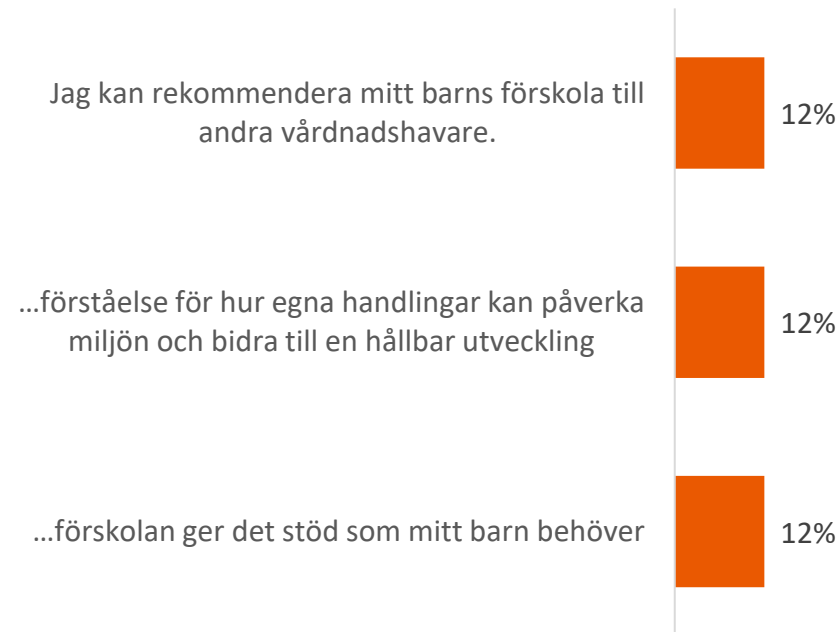 Jag kan rekommendera mitt barns förskola till
andra vårdnadshavare.
12%
…förståelse för hur egna handlingar kan påverka
miljön och bidra till en hållbar utveckling
12%
…förskolan ger det stöd som mitt barn behöver
12%